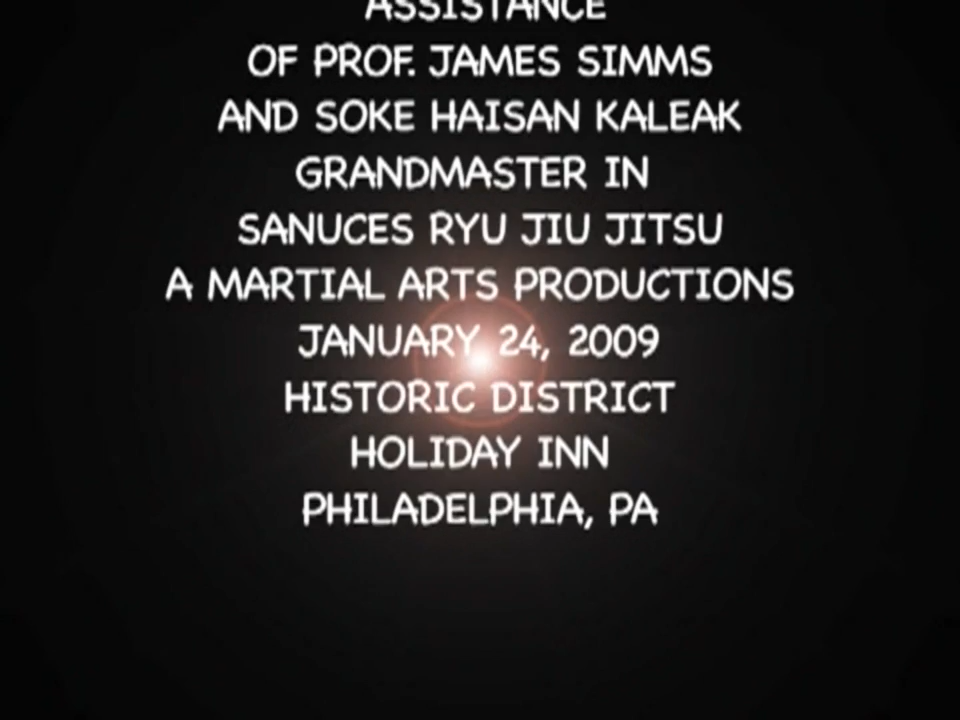 ASSISTANCE
OF PROF. JAMES SIMMS
AND SOKE HAISAN KALEAK
GRANDMASTER IN
SANUCES RYU JIU JITSU
A MARTIAL ARTS PRODUCTIONS
JANUARY 24, 2009
HISTORIC DISTRICT
HOLIDAY INN
PHILADELPHIA, PA